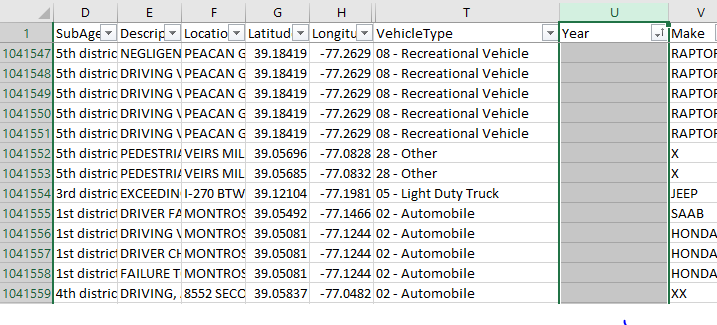 D E F G H T U V
1 SubAge Descrip Locatio Latitud Longitu VehicleType Year Make
1041547 5th distric NEGLIGEN PEACAN G 39.18419 -77.2629 08 - Recreational Vehicle RAPTOR
1041548 5th distric DRIVING V PEACAN G 39.18419 -77.2629 08 - Recreational Vehicle RAPTOR
1041549 5th distric DRIVING V PEACAN G 39.18419 -77.2629 08 - Recreational Vehicle RAPTOR
1041550 5th distric DRIVING V PEACAN G 39.18419 -77.2629 08 - Recreational Vehicle RAPTOR
1041551 5th distric DRIVING V PEACAN G 39.18419 -77.2629 08 - Recreational Vehicle RAPTOR
1041552 5th distric PEDESTRIA VEIRS MIL 39.05696 -77.0828 28 - Other X
1041553 5th distric PEDESTRIA VEIRS MIL 39.05685 -77.0832 28 - Other X
1041554 3rd distric EXCEEDIN I-270 BTW 39.12104 -77.1981 05 - Light Duty Truck JEEP
1041555 1st distric DRIVER FA MONTROS 39.05492 -77.1466 02 - Automobile SAAB
1041556 1st distric DRIVING V MONTROS 39.05081 -77.1244 02 - Automobile HONDA
1041557 1st distric DRIVER CH MONTROS 39.05081 -77.1244 02 - Automobile HONDA
1041558 1st distric FAILURE T MONTROS 39.05081 -77.1244 02 - Automobile HONDA
1041559 4th distric DRIVING, 8552 SECO 39.05837 -77.0482 02 - Automobile XX